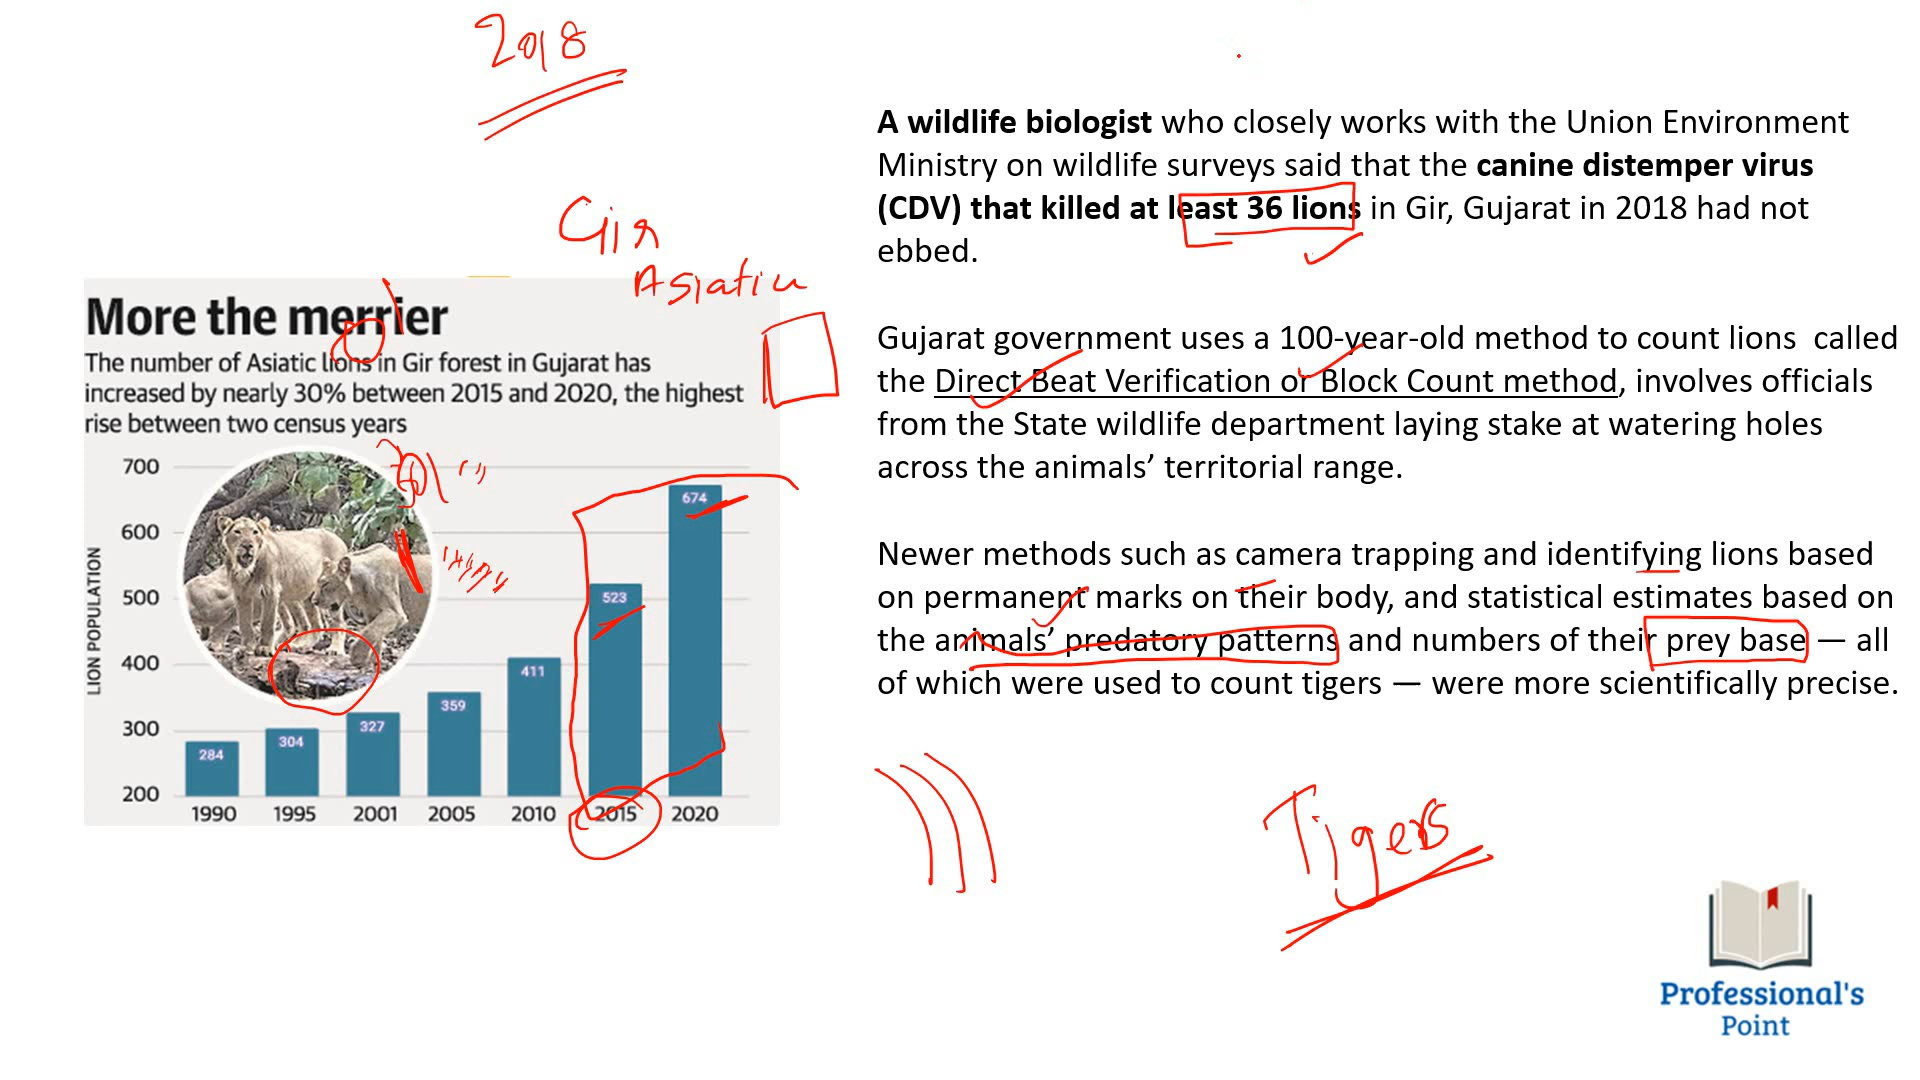 2018
Gir
Asiatic
More the merrier
The number of Asiatic lions in Gir forest in Gujarat has
increased by nearly 30% between 2015 and 2020, the highest
rise between two census years
LION POPULATION
700
600
500
400
300
200
284
304
327
359
411
523
674
1990
1995
2001
2005
2010
2015
2020
A wildlife biologist who closely works with the Union Environment
Ministry on wildlife surveys said that the canine distemper virus
(CDV) that killed at least 36 lions in Gir, Gujarat in 2018 had not
ebbed.
Gujarat government uses a 100-year-old method to count lions called
the Direct Beat Verification or Block Count method, involves officials
from the State wildlife department laying stake at watering holes
across the animals’ territorial range.
Newer methods such as camera trapping and identifying lions based
on permanent marks on their body, and statistical estimates based on
the animals’ predatory patterns and numbers of their prey base — all
of which were used to count tigers — were more scientifically precise.
Tigers
Professional's
Point